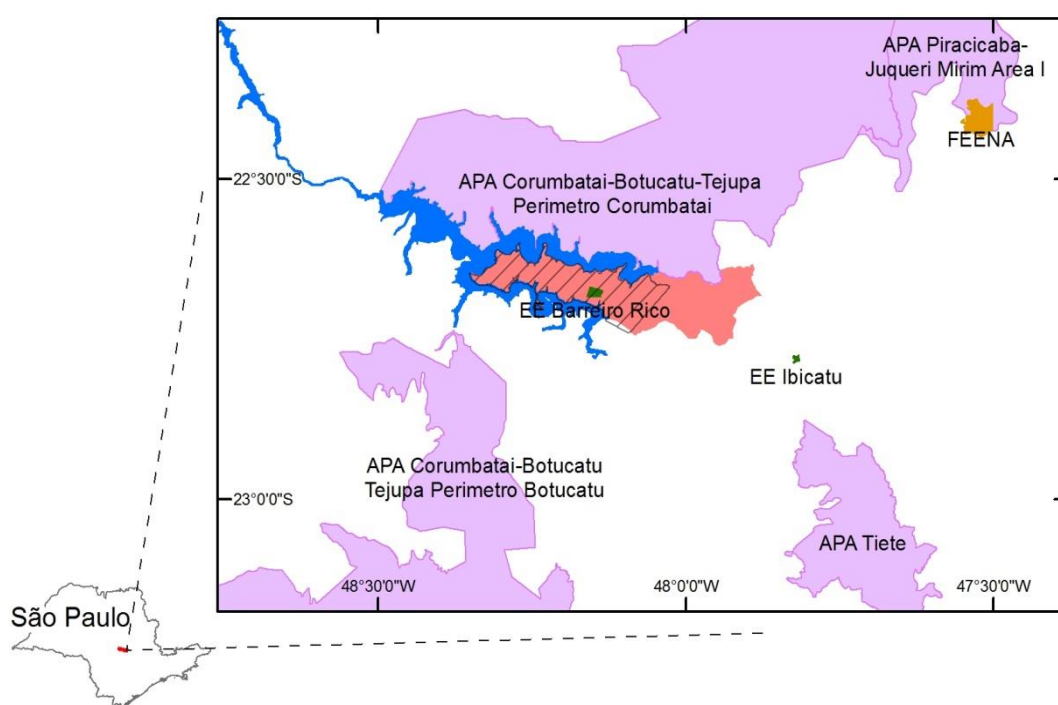 APA Piracicaba-
Juqueri Mirim Area I
FEENA
22°30'0"S
APA Corumbatai-Botucatu-Tejupa
Perimetro Corumbatai
EE Barreiro Rico
EE Ibicatu
APA Corumbatai-Botucatu
Tejupa Perimetro Botucatu
23°0'0"S
APA Tiete
48°30'0"W
48°0'0"W
47°30'0"W
São Paulo